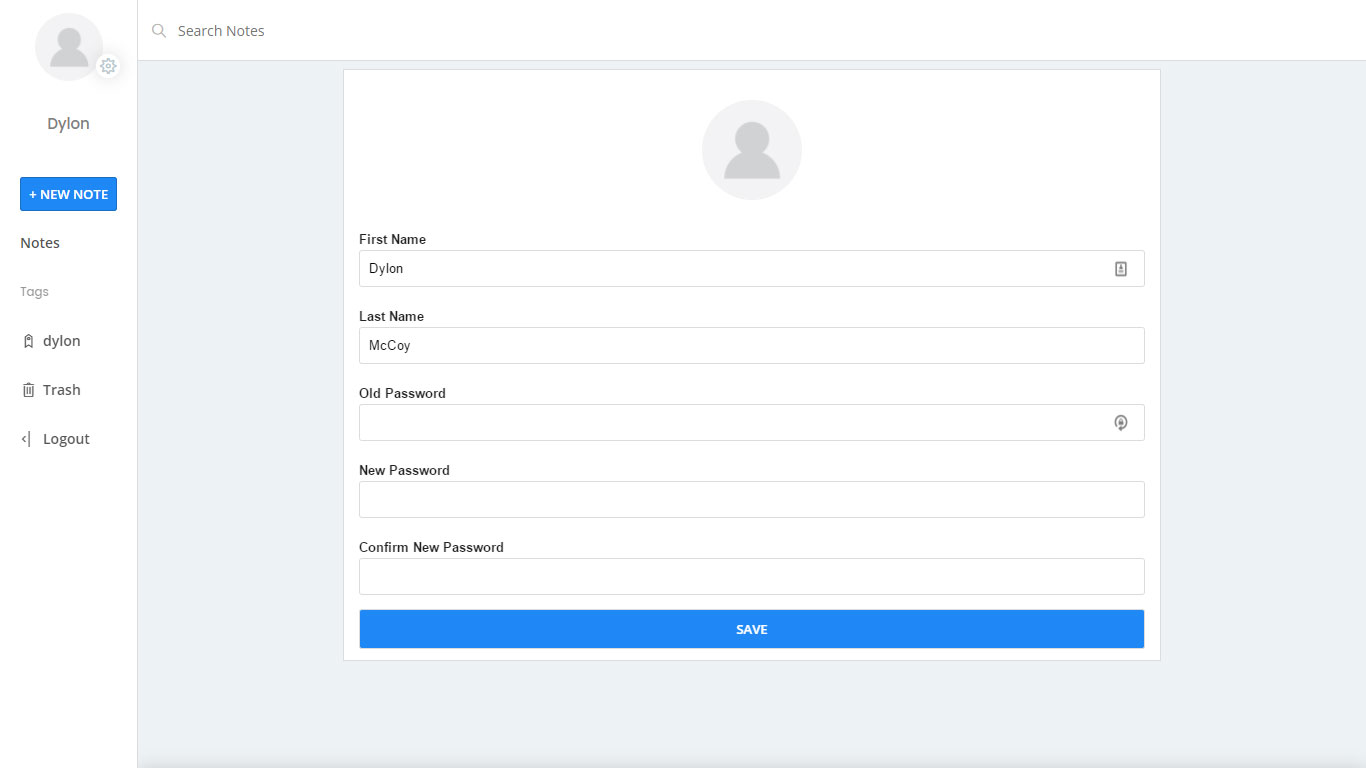 Search Notes
Dylon
+ NEW NOTE
Notes
Tags
dylon
Trash
Logout
First Name
Dylon
Last Name
McCoy
Old Password
New Password
Confirm New Password
SAVE